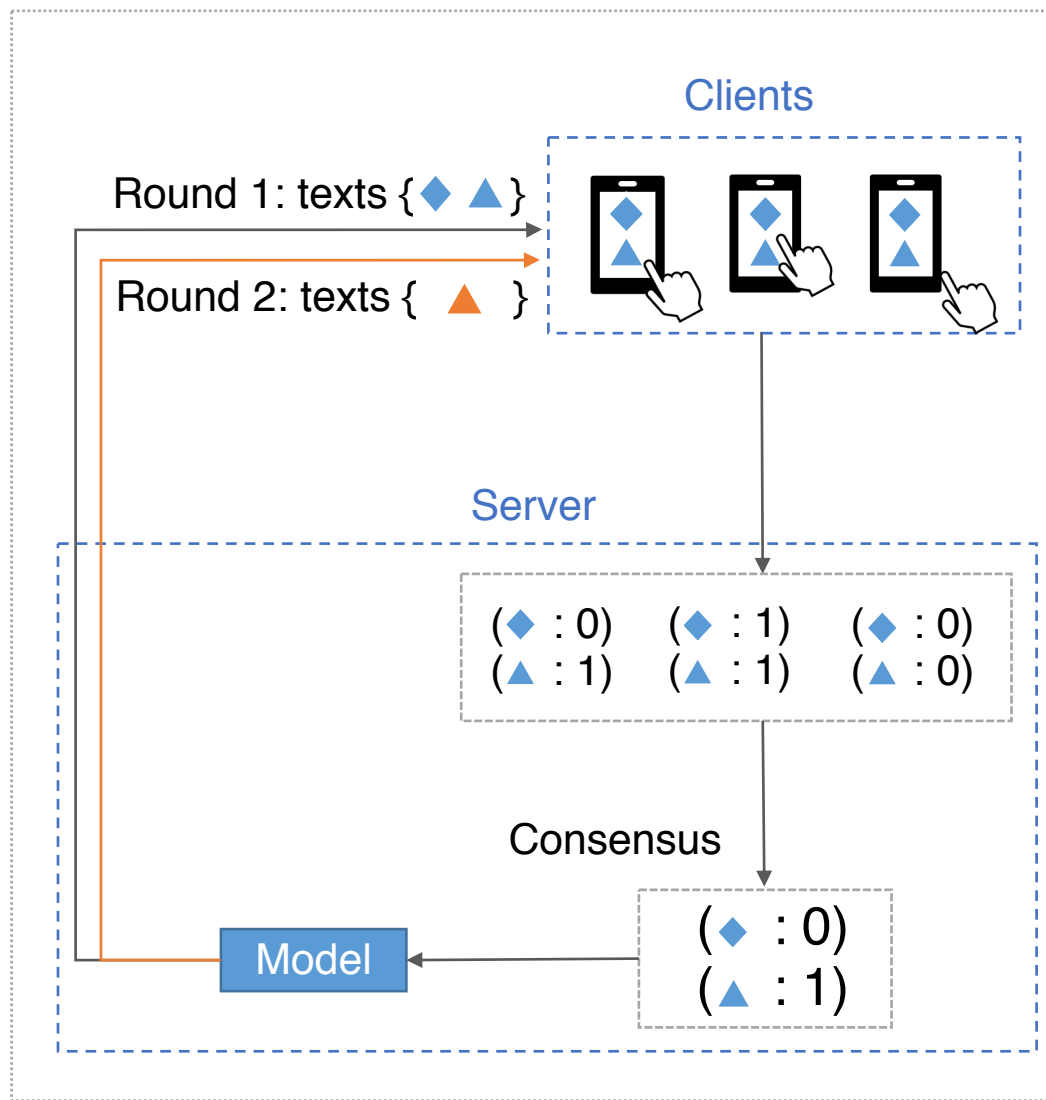 Clients
Round 1: texts {◆ ▲}
Round 2: texts { ▲ }
Server
(◆ : 0) (◆ : 1) (◆ : 0)
(▲ : 1) (▲ : 1) (▲ : 0)
Consensus
(◆ : 0)
Model
(▲ : 1)